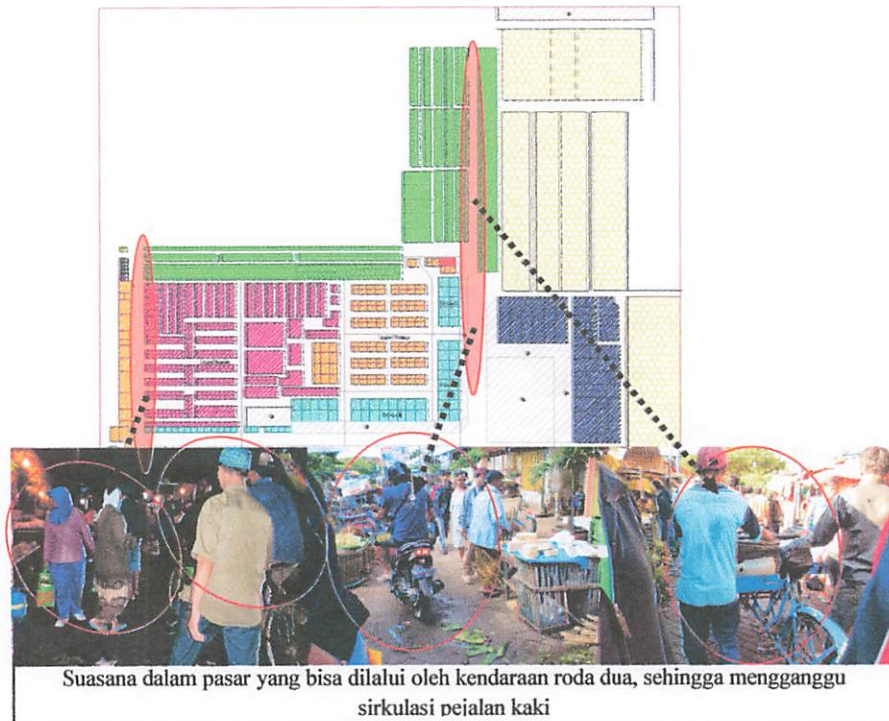 Suasana dalam pasar yang bisa dilalui oleh kendaraan roda dua, sehingga mengganggu
sirkulasi pejalan kaki